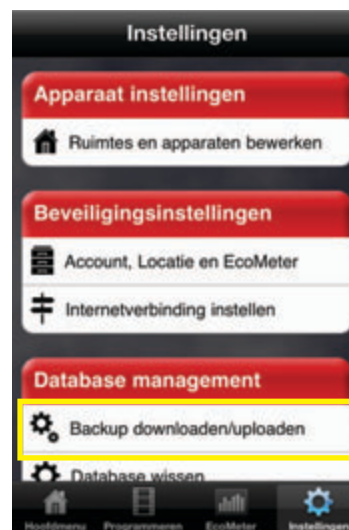 Instellingen
Apparaat instellingen
Ruimtes en apparaten bewerken
Beveiligingsinstellingen
Account, Locatie en EcoMeter
Internetverbinding instellen
Database management
Backup downloaden/uploaden
Database wissen
Hoofdmenu Programmeren EcoMeter Instellingen